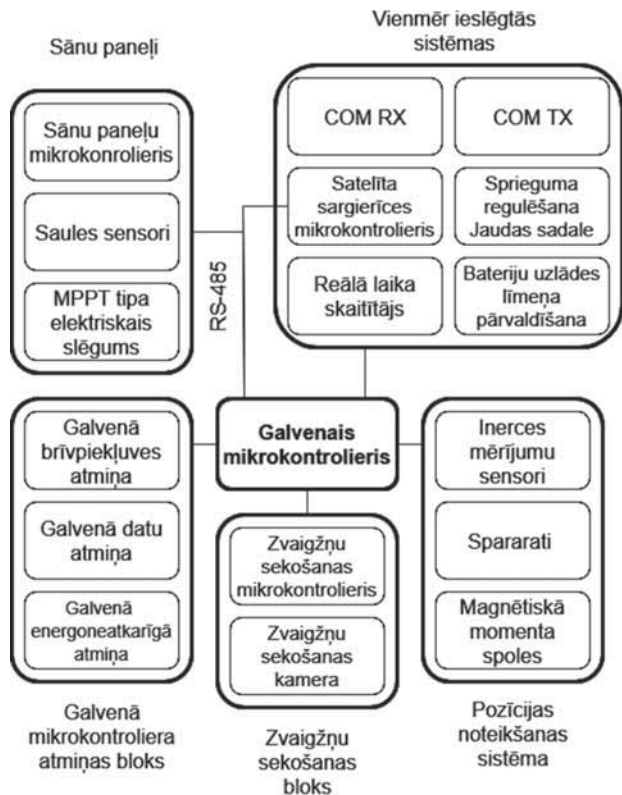 Sānu paneļi
Sānu paneļu
mikrokonrolieris
Saules sensori
MPPT tipa
elektriskais
slēgums
RS-485
Vienmēr ieslēgtās
sistēmas
COM RX
COM TX
Satelīta
sargierīces
mikrokontrolieris
Sprieguma
regulēšana
Jaudas sadale
Reālā laika
skaitītājs
Bateriju uzlādes
līmeņa
pārvaldīšana
Galvenais
mikrokontrolieris
Galvenā
brīvpiekļuves
atmiņa
Galvenā datu
atmiņa
Galvenā
energoneatkarīgā
atmiņa
Galvenā
mikrokontroliera
atmiņas bloks
Zvaigžņu
sekošanas
mikrokontrolieris
Zvaigžņu
sekošanas
kamera
Zvaigžņu
sekošanas
bloks
Inerces
mērījumu
sensori
Spararati
Magnētiskā
momenta
spoles
Pozīcijas
noteikšanas
sistēma